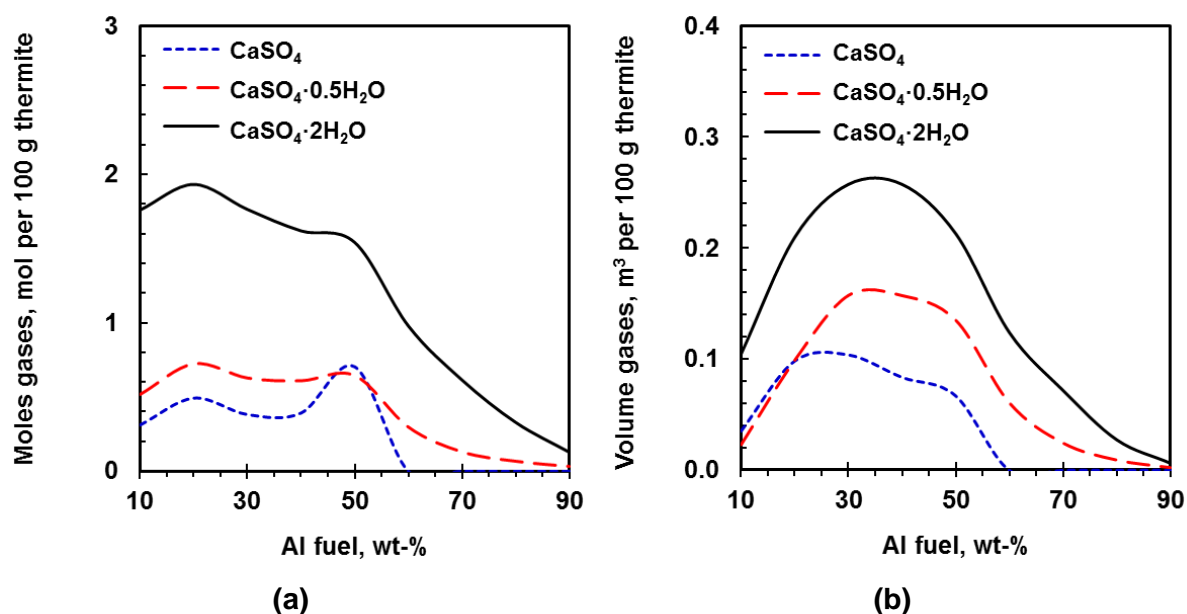 Moles gases, mol per 100 g thermite
3
2
1
0
CaSO₄
CaSO₄·0.5H₂O
CaSO₄·2H₂O
10 30 50 70 90
Al fuel, wt-%
(a)
Volume gases, m³ per 100 g thermite
0.4
0.3
0.2
0.1
0.0
CaSO₄
CaSO₄·0.5H₂O
CaSO₄·2H₂O
10 30 50 70 90
Al fuel, wt-%
(b)